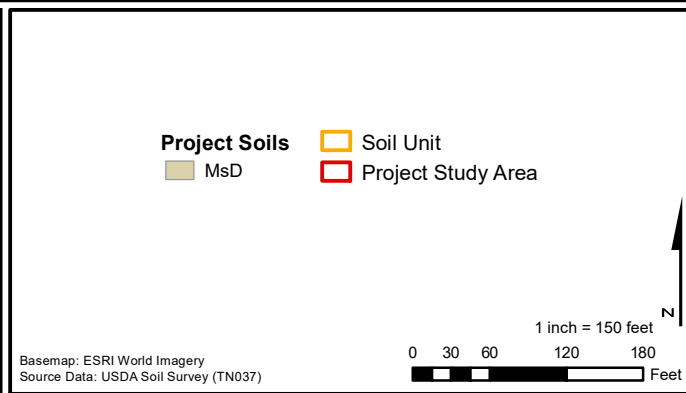 Project Soils
MsD
Soil Unit
Project Study Area
N
1 inch = 150 feet
0 30 60 120 180
Feet
Basemap: ESRI World Imagery
Source Data: USDA Soil Survey (TN037)